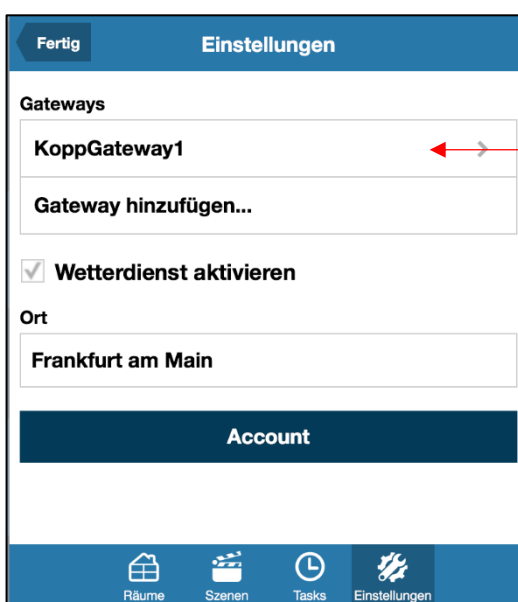 Fertig
Einstellungen
Gateways
KoppGateway1
Gateway hinzufügen...
Wetterdienst aktivieren
Ort
Frankfurt am Main
Account
Räume Szenen Tasks Einstellungen